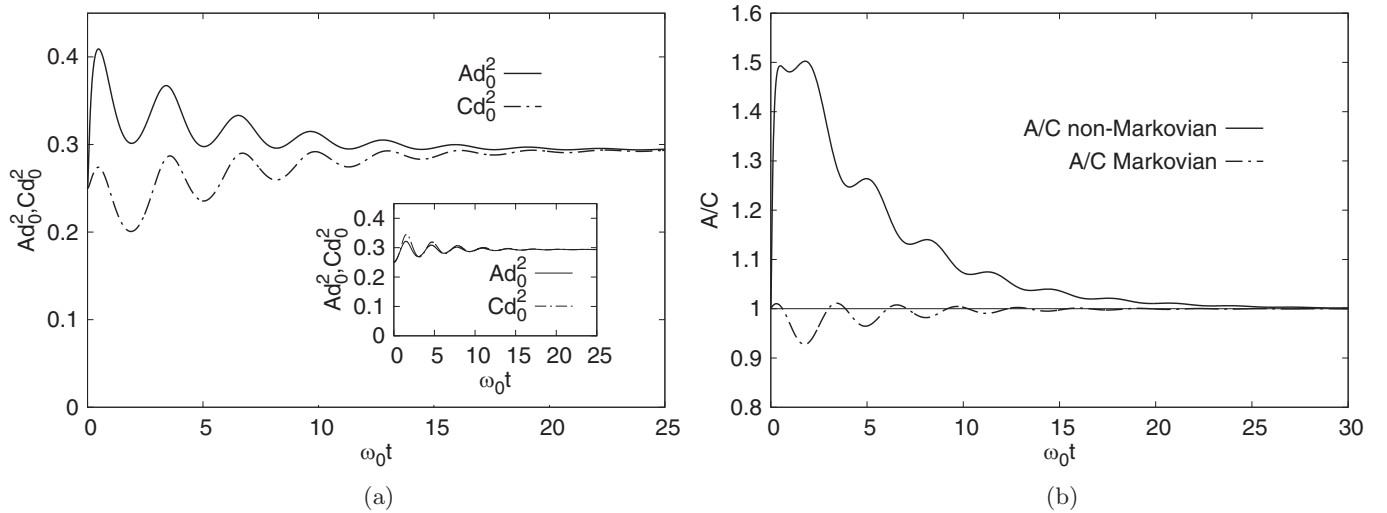 0.4
0.3
0.2
0.1
0
Ad₀²,Cd₀²
Ad₀²
Cd₀²
0 5 10 15 20 25
ω₀t
0.4
0.3
0.2
0.1
0
Ad₀²,Cd₀²
Ad₀²
Cd₀²
0 5 10 15 20 25
ω₀t
(a)
1.6
1.5
1.4
1.3
1.2
1.1
1
0.9
0.8
A/C
A/C non-Markovian
A/C Markovian
0 5 10 15 20 25 30
ω₀t
(b)